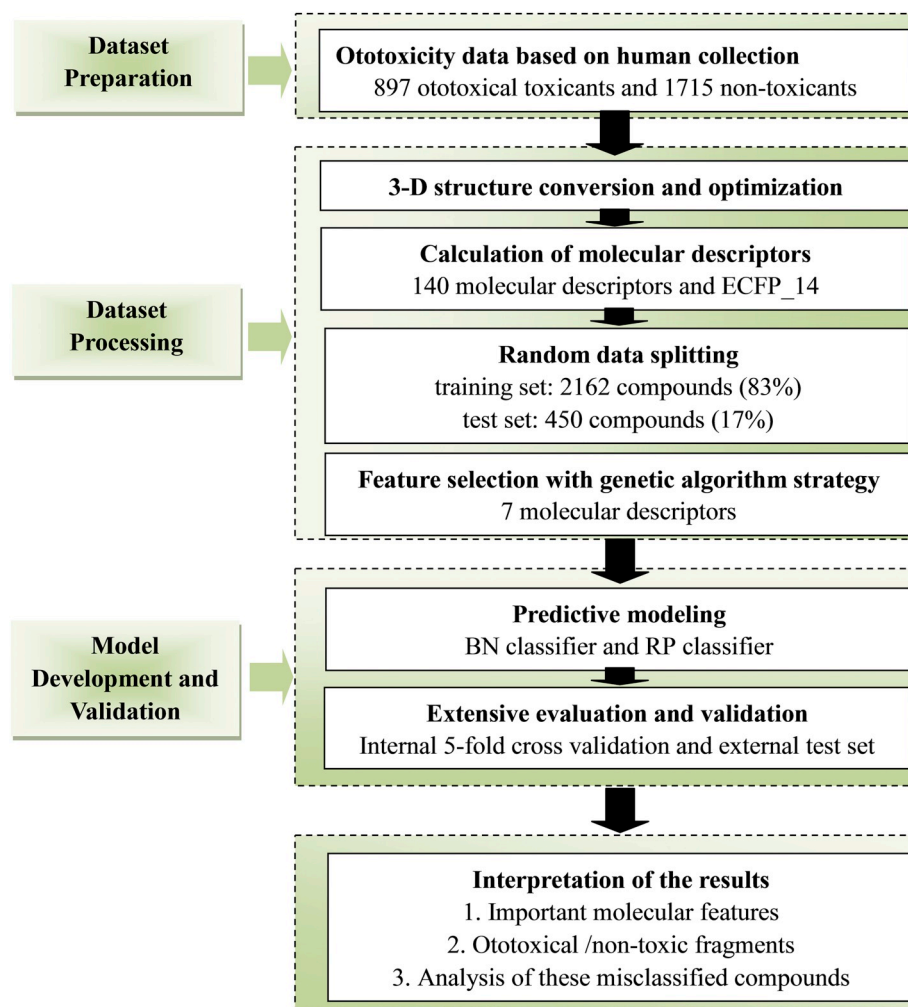 Dataset
Preparation
Ototoxicity data based on human collection
897 ototoxical toxicants and 1715 non-toxicants
Dataset
Processing
3-D structure conversion and optimization
Calculation of molecular descriptors
140 molecular descriptors and ECFP_14
Random data splitting
training set: 2162 compounds (83%)
test set: 450 compounds (17%)
Feature selection with genetic algorithm strategy
7 molecular descriptors
Model
Development and
Validation
Predictive modeling
BN classifier and RP classifier
Extensive evaluation and validation
Internal 5-fold cross validation and external test set
Interpretation of the results
1. Important molecular features
2. Ototoxical /non-toxic fragments
3. Analysis of these misclassified compounds